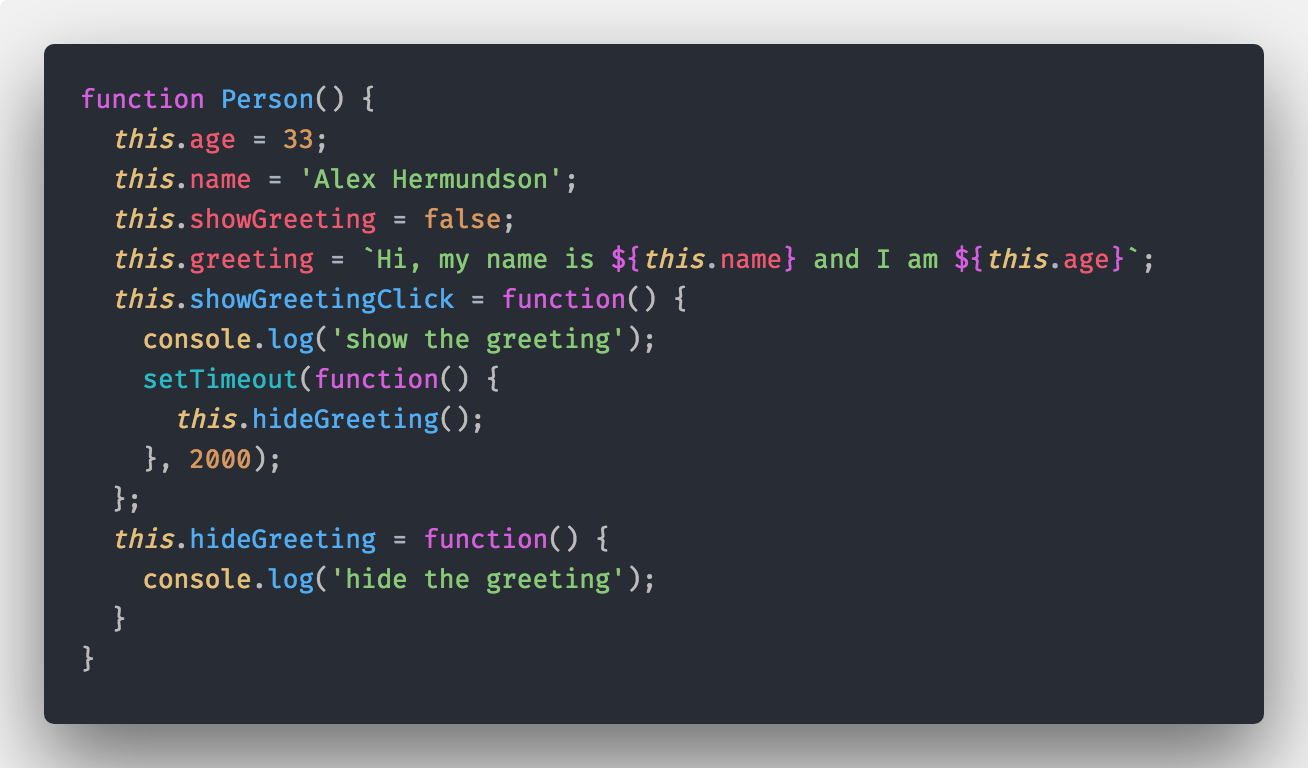 function Person() {
  this.age = 33;
  this.name = 'Alex Hermundson';
  this.showGreeting = false;
  this.greeting = `Hi, my name is ${this.name} and I am ${this.age}`;
  this.showGreetingClick = function() {
    console.log('show the greeting');
    setTimeout(function() {
      this.hideGreeting();
    }, 2000);
  };
  this.hideGreeting = function() {
    console.log('hide the greeting');
  }
}